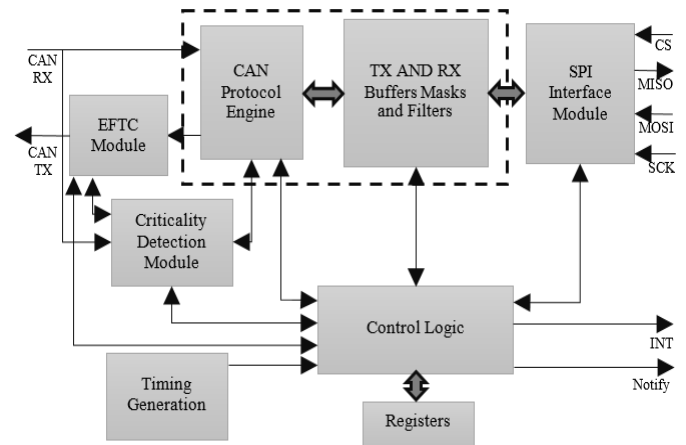 CAN
RX
CAN
Protocol
Engine
TX AND RX
Buffers Masks
and Filters
SPI
Interface
Module
CS
MISO
MOSI
SCK
EFTC
Module
CAN
TX
Criticality
Detection
Module
Control Logic
INT
Notify
Timing
Generation
Registers